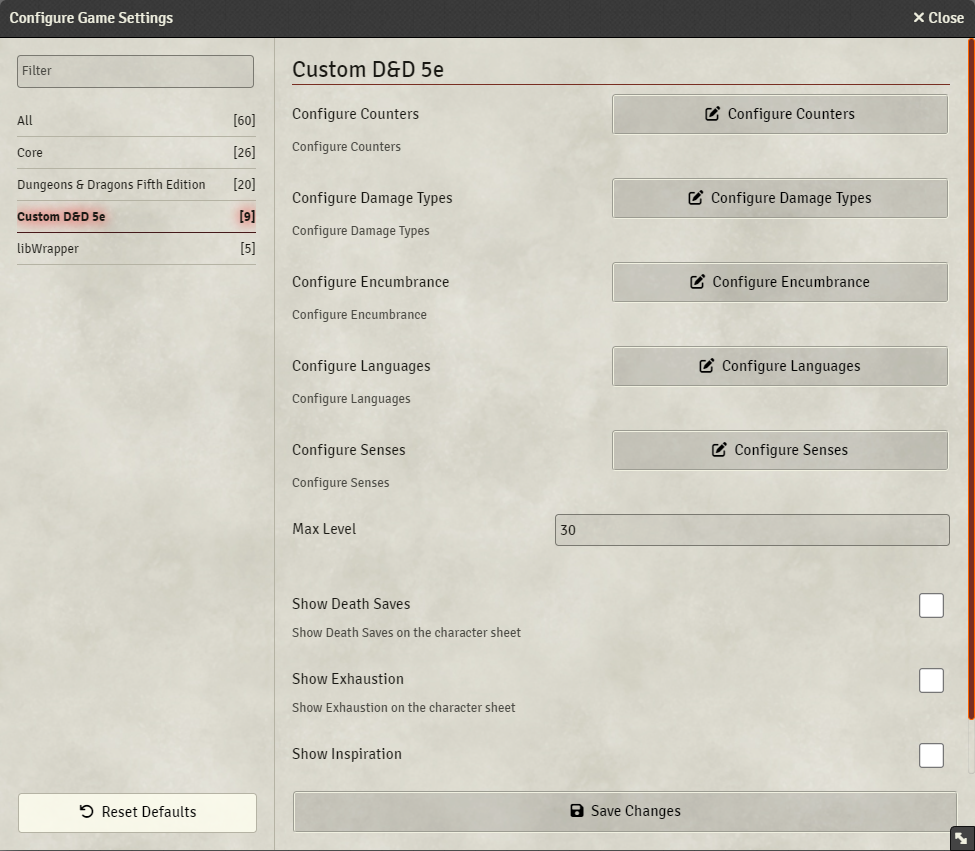 Configure Game Settings
Close
Filter
All [60]
Core [26]
Dungeons & Dragons Fifth Edition [20]
Custom D&D 5e [9]
libWrapper [5]
Reset Defaults
Custom D&D 5e
Configure Counters
Configure Counters
Configure Counters
Configure Damage Types
Configure Damage Types
Configure Damage Types
Configure Encumbrance
Configure Encumbrance
Configure Encumbrance
Configure Languages
Configure Languages
Configure Languages
Configure Senses
Configure Senses
Configure Senses
Max Level
30
Show Death Saves
Show Death Saves on the character sheet
Show Exhaustion
Show Exhaustion on the character sheet
Show Inspiration
Save Changes